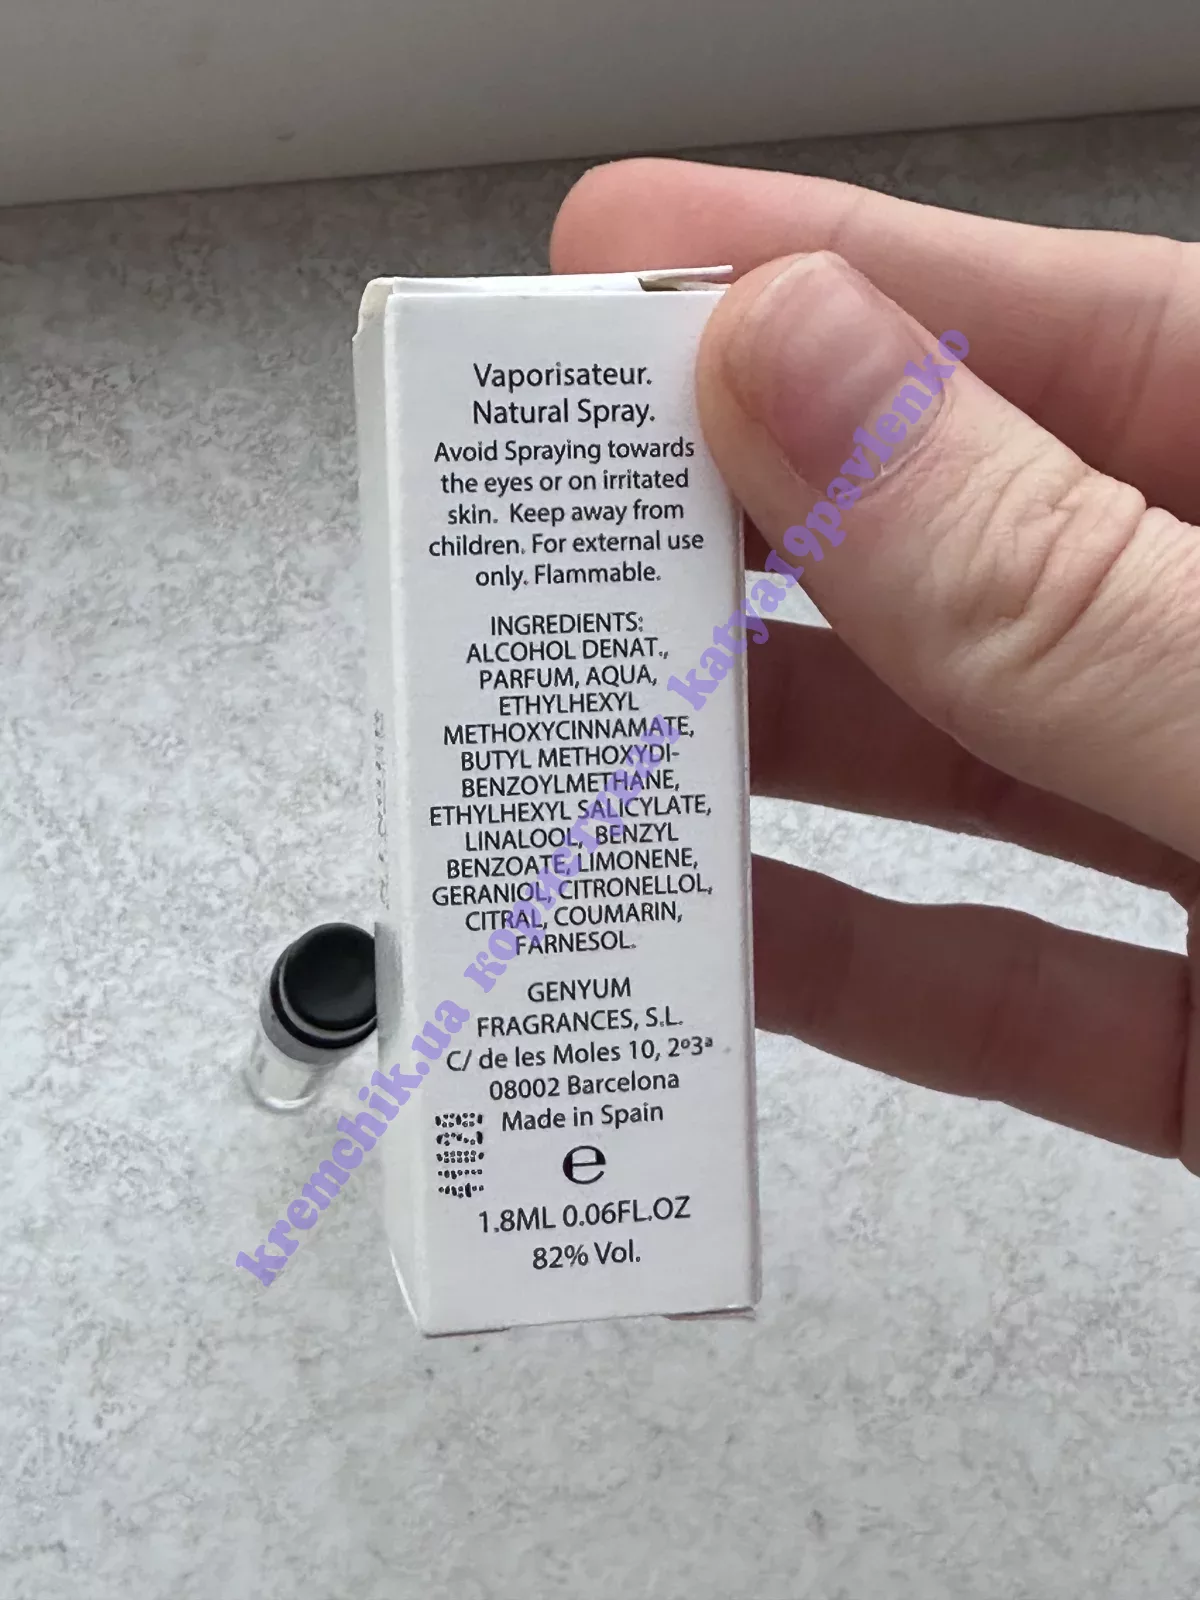 Vaporisateur.
Natural Spray.
Avoid Spraying towards
the eyes or on irritated
skin. Keep away from
children. For external use
only. Flammable.
INGREDIENTS:
ALCOHOL DENAT.,
PARFUM, AQUA,
ETHYLHEXYL
METHOXYCINNAMATE,
BUTYL METHOXYDI-
BENZOYLMETHANE,
ETHYLHEXYL SALICYLATE,
LINALOOL, BENZYL
BENZOATE, LIMONENE,
GERANIOL, CITRONELLOL,
CITRAL, COUMARIN,
FARNESOL.
GENYUM
FRAGRANCES, S.L.
C/ de les Moles 10, 2º3ª
08002 Barcelona
Made in Spain
e
1.8ML 0.06FL.OZ
82% Vol.
kremchik.ua користувач katya19pavlenko